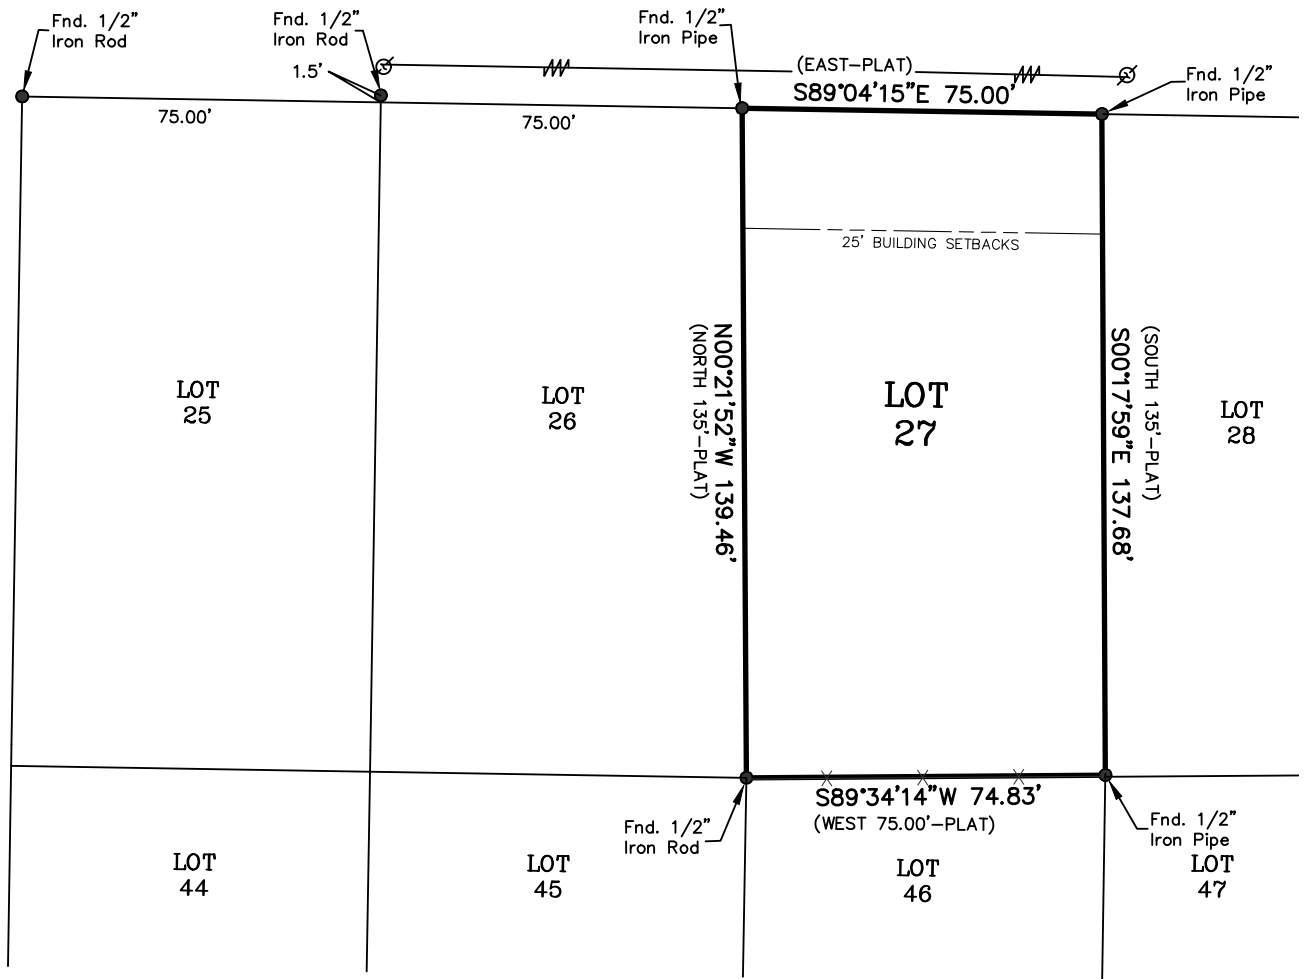 Fnd. 1/2"
Iron Rod
Fnd. 1/2"
Iron Rod
Fnd. 1/2"
Iron Pipe
1.5'
(EAST-PLAT)
S89°04'15"E 75.00'
Fnd. 1/2"
Iron Pipe
75.00'
75.00'
25' BUILDING SETBACKS
N00°21'52"W 139.46'
(NORTH 135'-PLAT)
S00°17'59"E 137.68'
(SOUTH 135'-PLAT)
LOT
25
LOT
26
LOT
27
LOT
28
S89°34'14"W 74.83'
(WEST 75.00'-PLAT)
Fnd. 1/2"
Iron Rod
Fnd. 1/2"
Iron Pipe
LOT
44
LOT
45
LOT
46
LOT
47